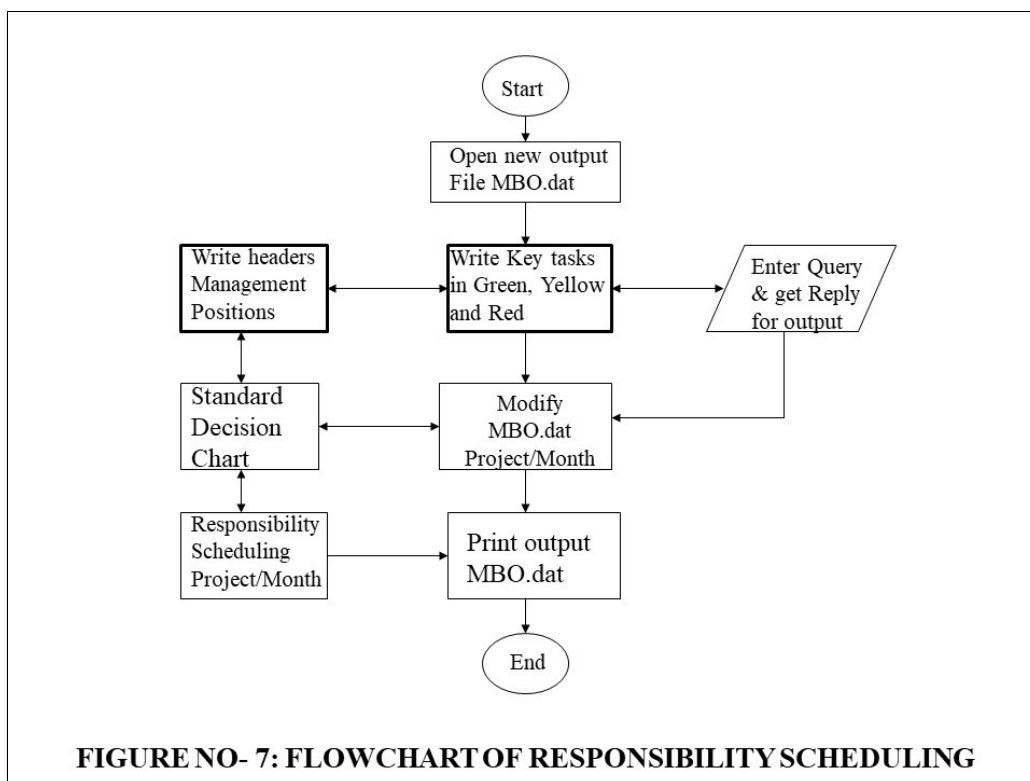 Start
Open new output
File MBO.dat
Write headers
Management
Positions
Write Key tasks
in Green, Yellow
and Red
Enter Query
& get Reply
for output
Standard
Decision
Chart
Modify
MBO.dat
Project/Month
Responsibility
Scheduling
Project/Month
Print output
MBO.dat
End
FIGURE NO- 7: FLOWCHART OF RESPONSIBILITY SCHEDULING